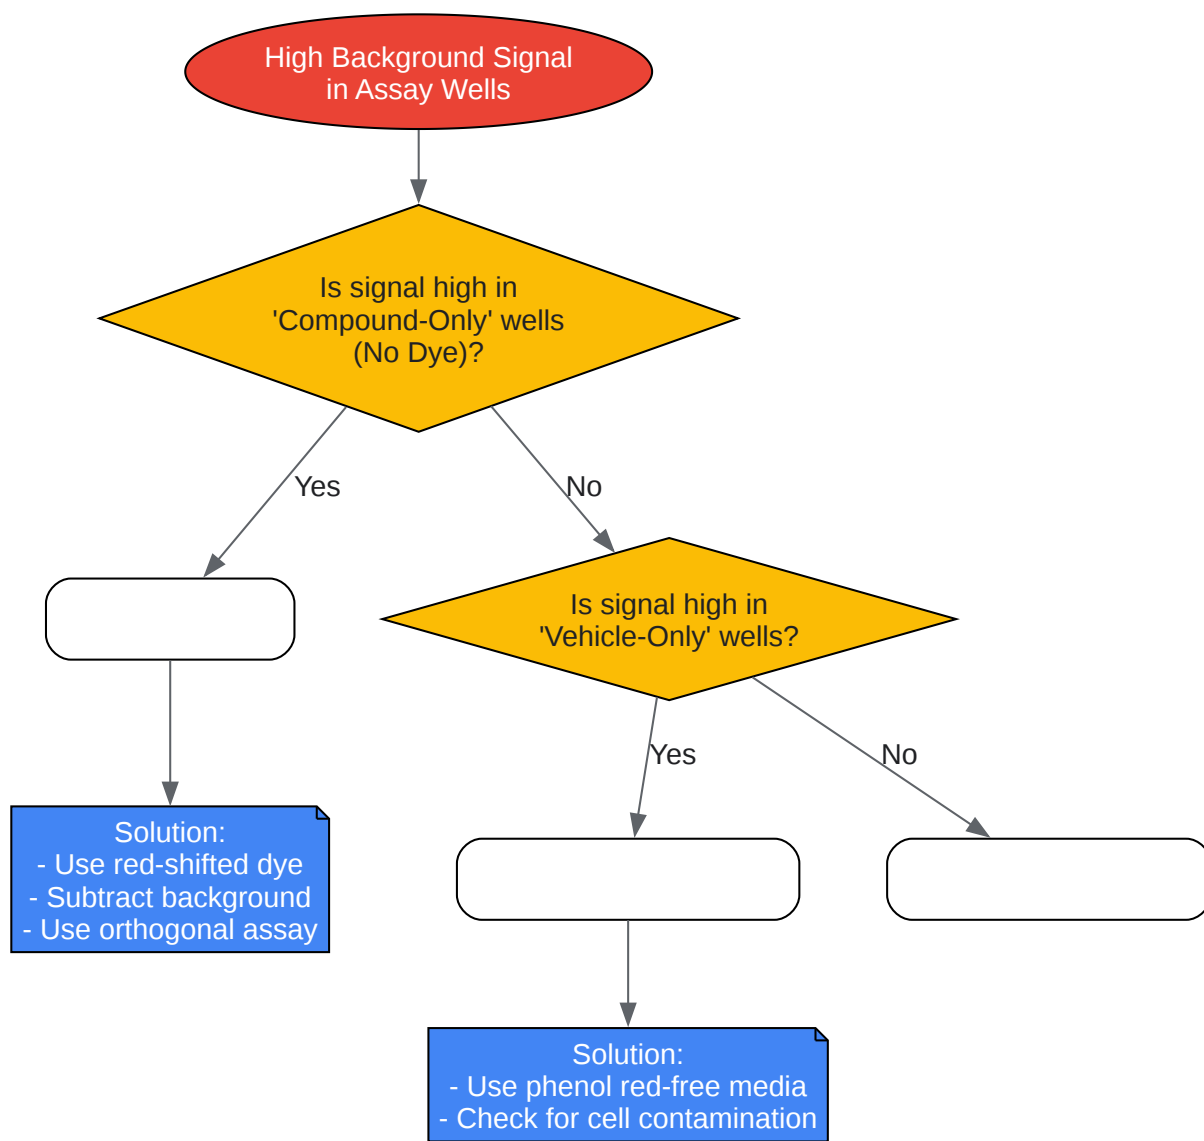 High Background Signal
in Assay Wells
Is signal high in
'Compound-Only' wells
(No Dye)?
Yes
No
Is signal high in
'Vehicle-Only' wells?
Yes
No
Solution:
- Use red-shifted dye
- Subtract background
- Use orthogonal assay
Solution:
- Use phenol red-free media
- Check for cell contamination